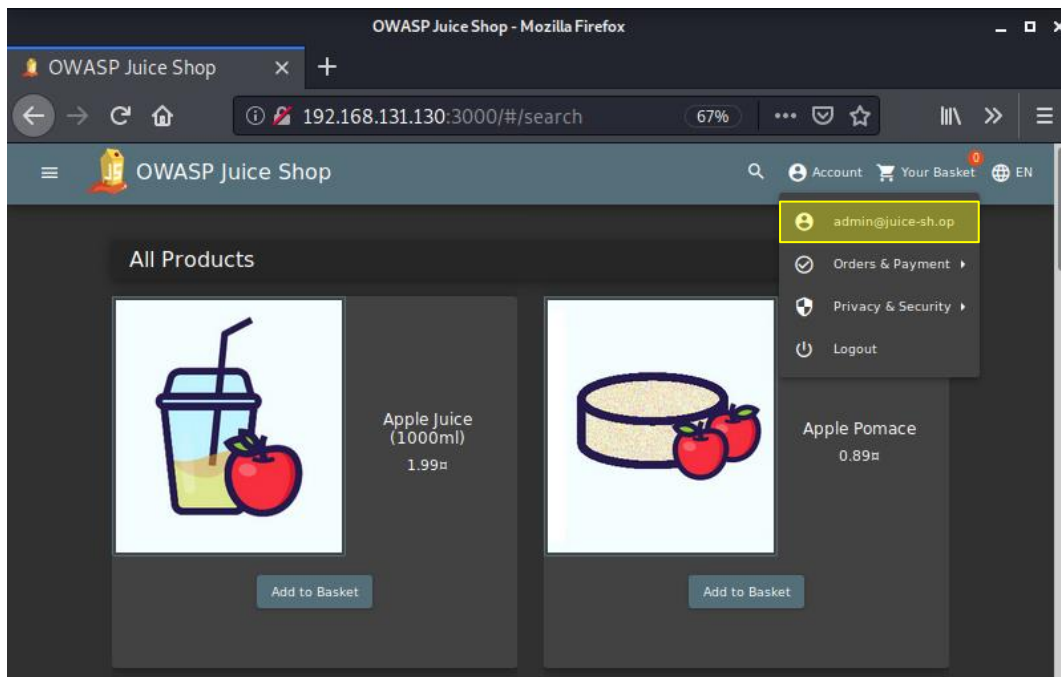 OWASP Juice Shop - Mozilla Firefox
OWASP Juice Shop
192.168.131.130:3000/#/search 67%
JS OWASP Juice Shop Account 0 Your Basket EN
admin@juice-sh.op
All Products
Orders & Payment
Privacy & Security
Logout
Apple Juice
(1000ml)
1.99¤
Apple Pomace
0.89¤
Add to Basket
Add to Basket